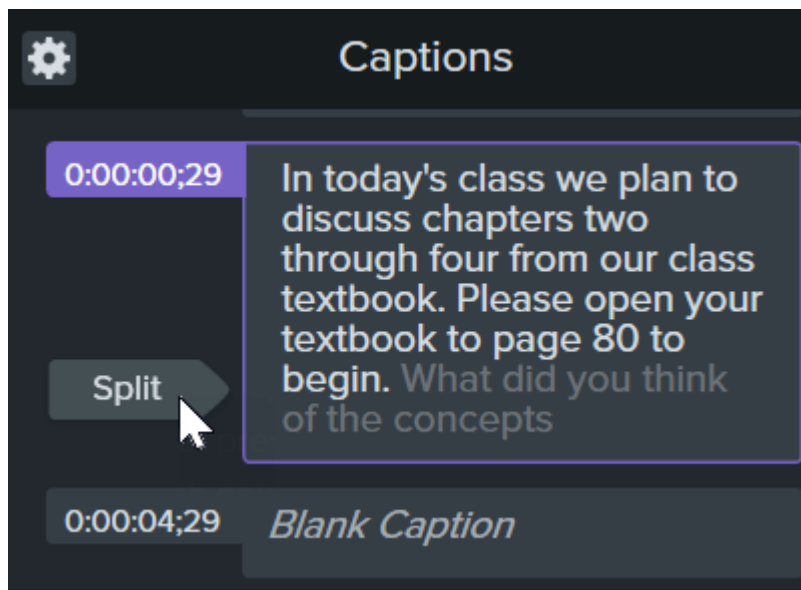 Captions
0:00:00;29
In today's class we plan to
discuss chapters two
through four from our class
textbook. Please open your
textbook to page 80 to
begin. What did you think
of the concepts
Split
0:00:04;29
Blank Caption